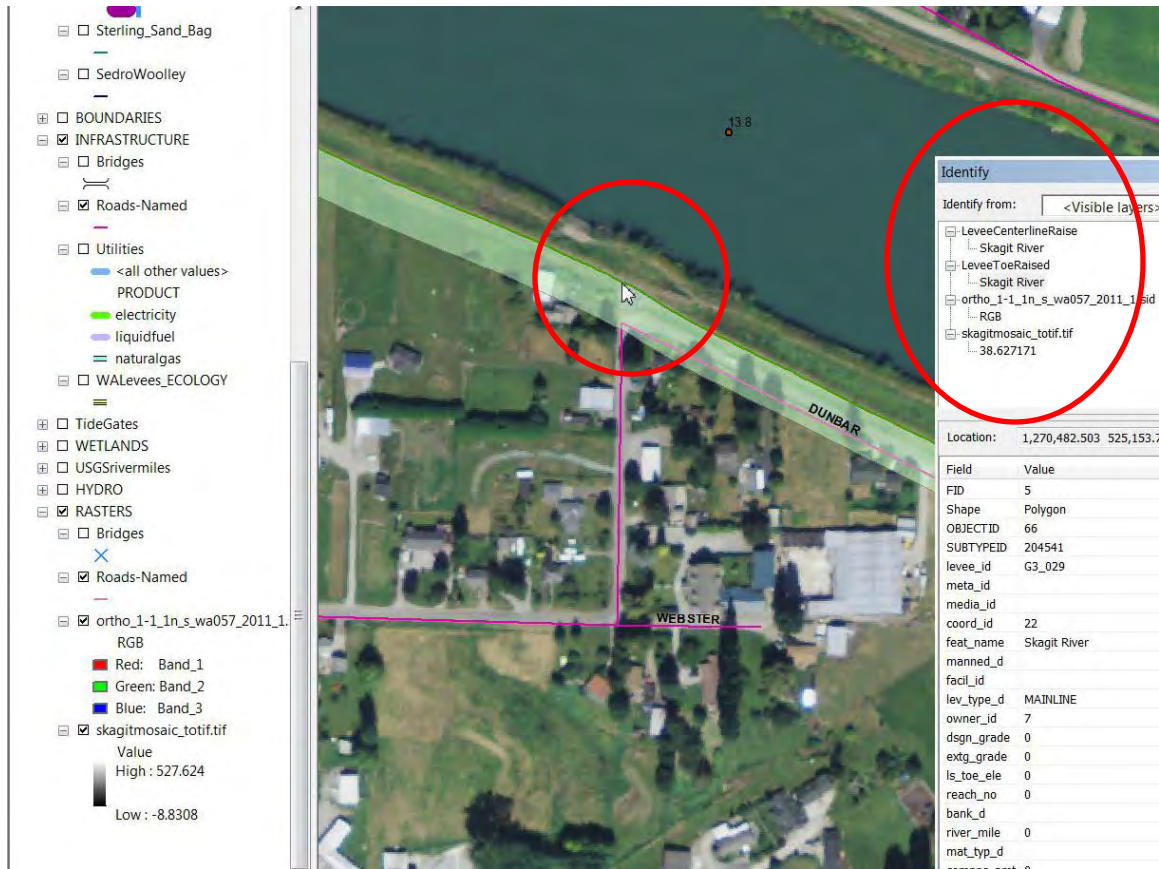 Sterling_Sand_Bag
SedroWoolley
BOUNDARIES
INFRASTRUCTURE
Bridges
Roads-Named
Utilities
<all other values>
PRODUCT
electricity
liquidfuel
naturalgas
WALevees_ECOLOGY
TideGates
WETLANDS
USGSrivermiles
HYDRO
RASTERS
Bridges
Roads-Named
ortho_1-1_1n_s_wa057_2011_1.
RGB
Red: Band_1
Green: Band_2
Blue: Band_3
skagitmosaic_totif.tif
Value
High : 527.624
Low : -8.8308
13.8
DUNBAR
WEBSTER
Identify
Identify from: <Visible layers>
LeveeCenterlineRaise
Skagit River
LeveeToeRaised
Skagit River
ortho_1-1_1n_s_wa057_2011_1.sid
RGB
skagitmosaic_totif.tif
38.627171
Location: 1,270,482.503 525,153.7
Field Value
FID 5
Shape Polygon
OBJECTID 66
SUBTYPEID 204541
levee_id G3_029
meta_id
media_id
coord_id 22
feat_name Skagit River
manned_d
facil_id
lev_type_d MAINLINE
owner_id 7
dsgn_grade 0
extg_grade 0
ls_toe_ele 0
reach_no 0
bank_d
river_mile 0
mat_typ_d